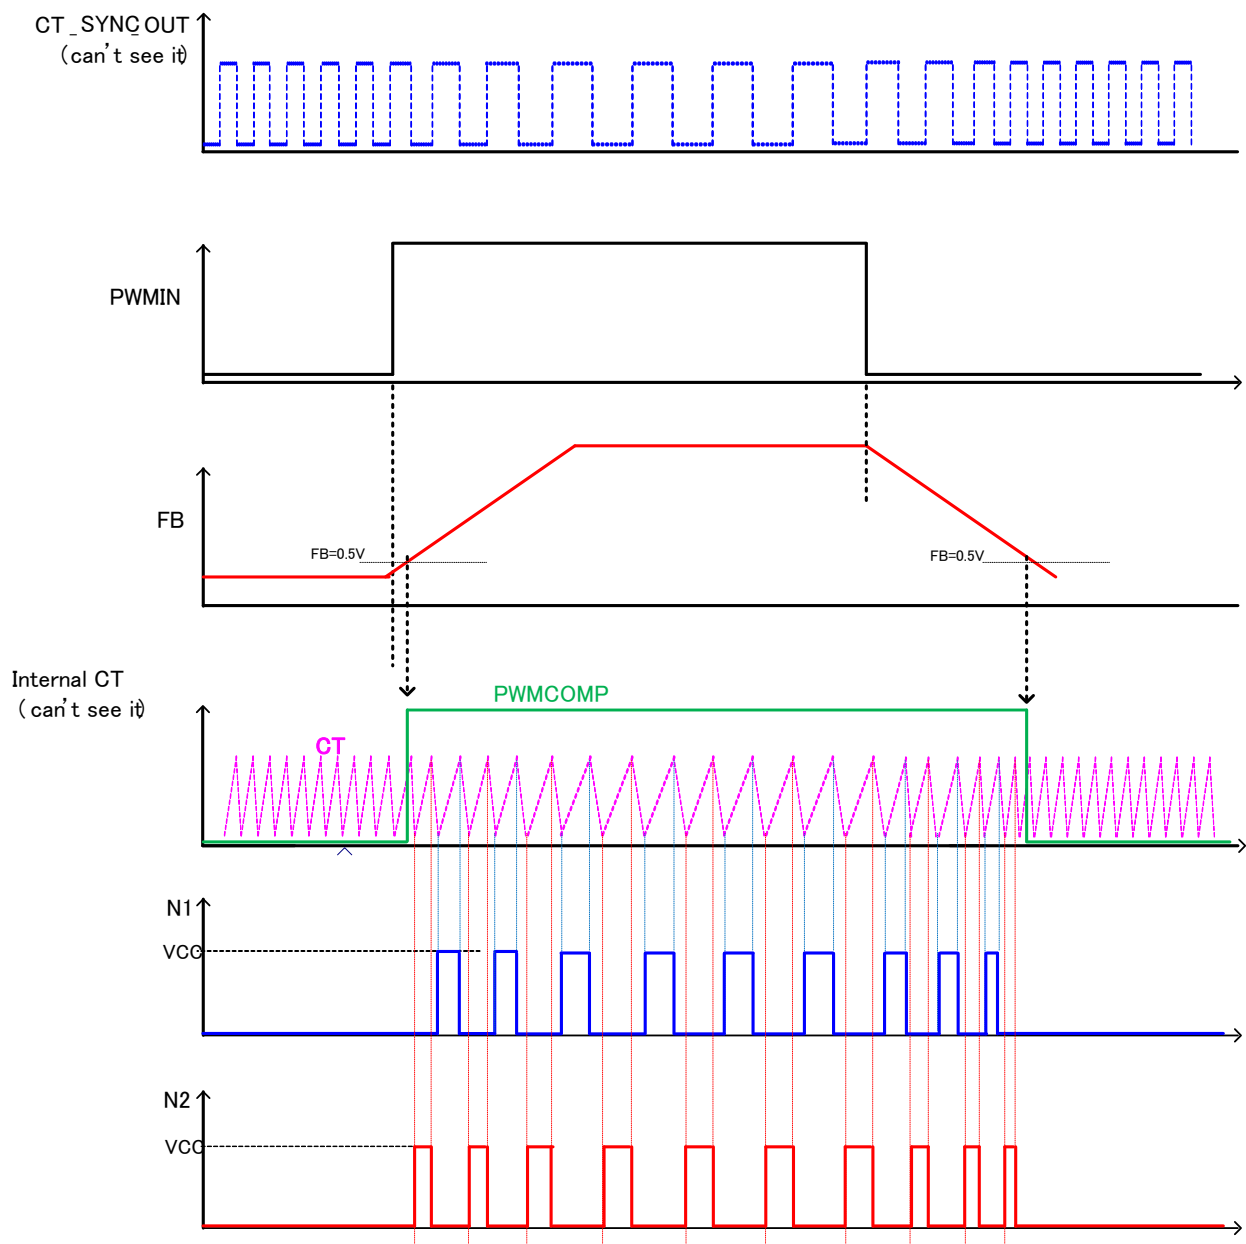 CT_SYNC OUT
(can't see it)
PWMIN
FB
FB=0.5V
FB=0.5V
Internal CT
(can't see it)
PWMCOMP
CT
N1
VCC
N2
VCC